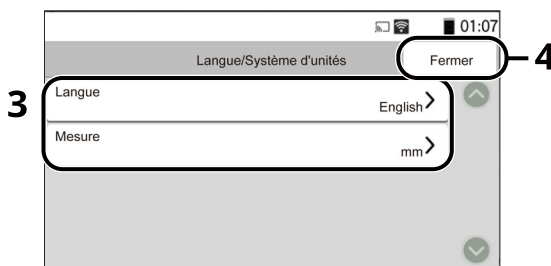 01:07
Langue/Système d'unités
Fermer
4
3
Langue
English
Mesure
mm